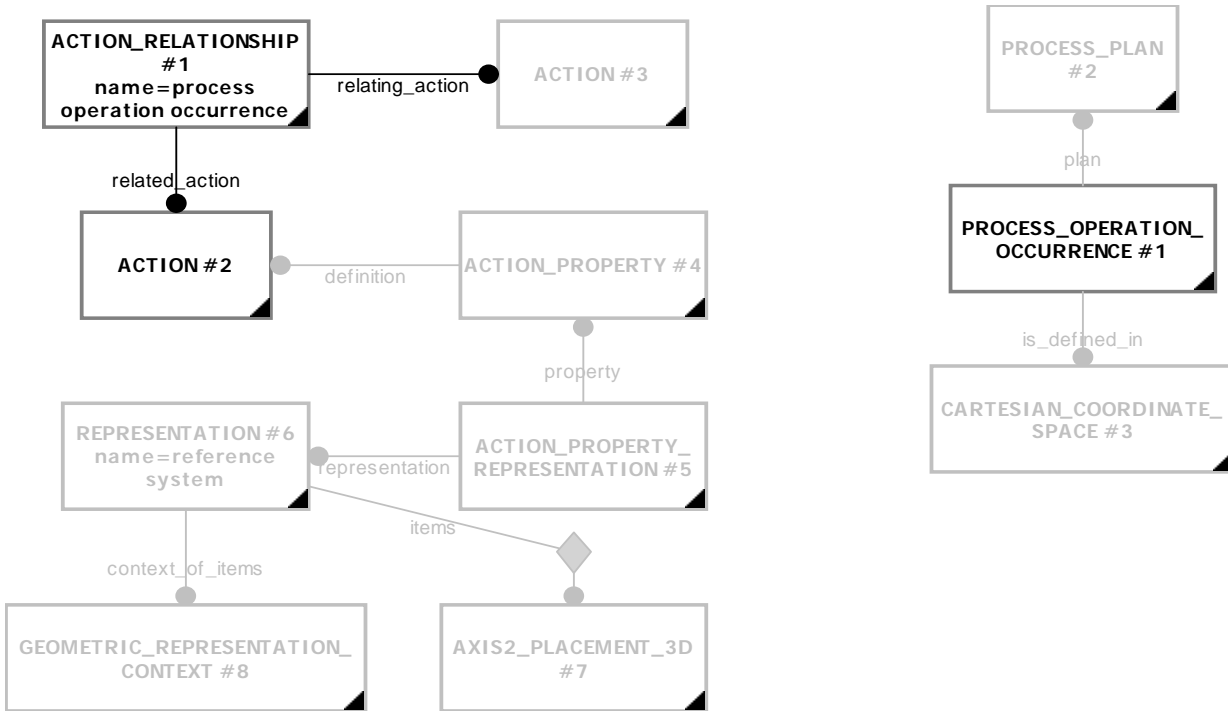 ACTION_RELATIONSHIP
#1
name=process
operation occurrence
relating_action
ACTION #3
related_action
ACTION #2
definition
ACTION_PROPERTY #4
property
REPRESENTATION #6
name=reference
system
representation
ACTION_PROPERTY_
REPRESENTATION #5
items
context_of_items
GEOMETRIC_REPRESENTATION_
CONTEXT #8
AXIS2_PLACEMENT_3D
#7
PROCESS_PLAN
#2
plan
PROCESS_OPERATION_
OCCURRENCE #1
is_defined_in
CARTESIAN_COORDINATE_
SPACE #3